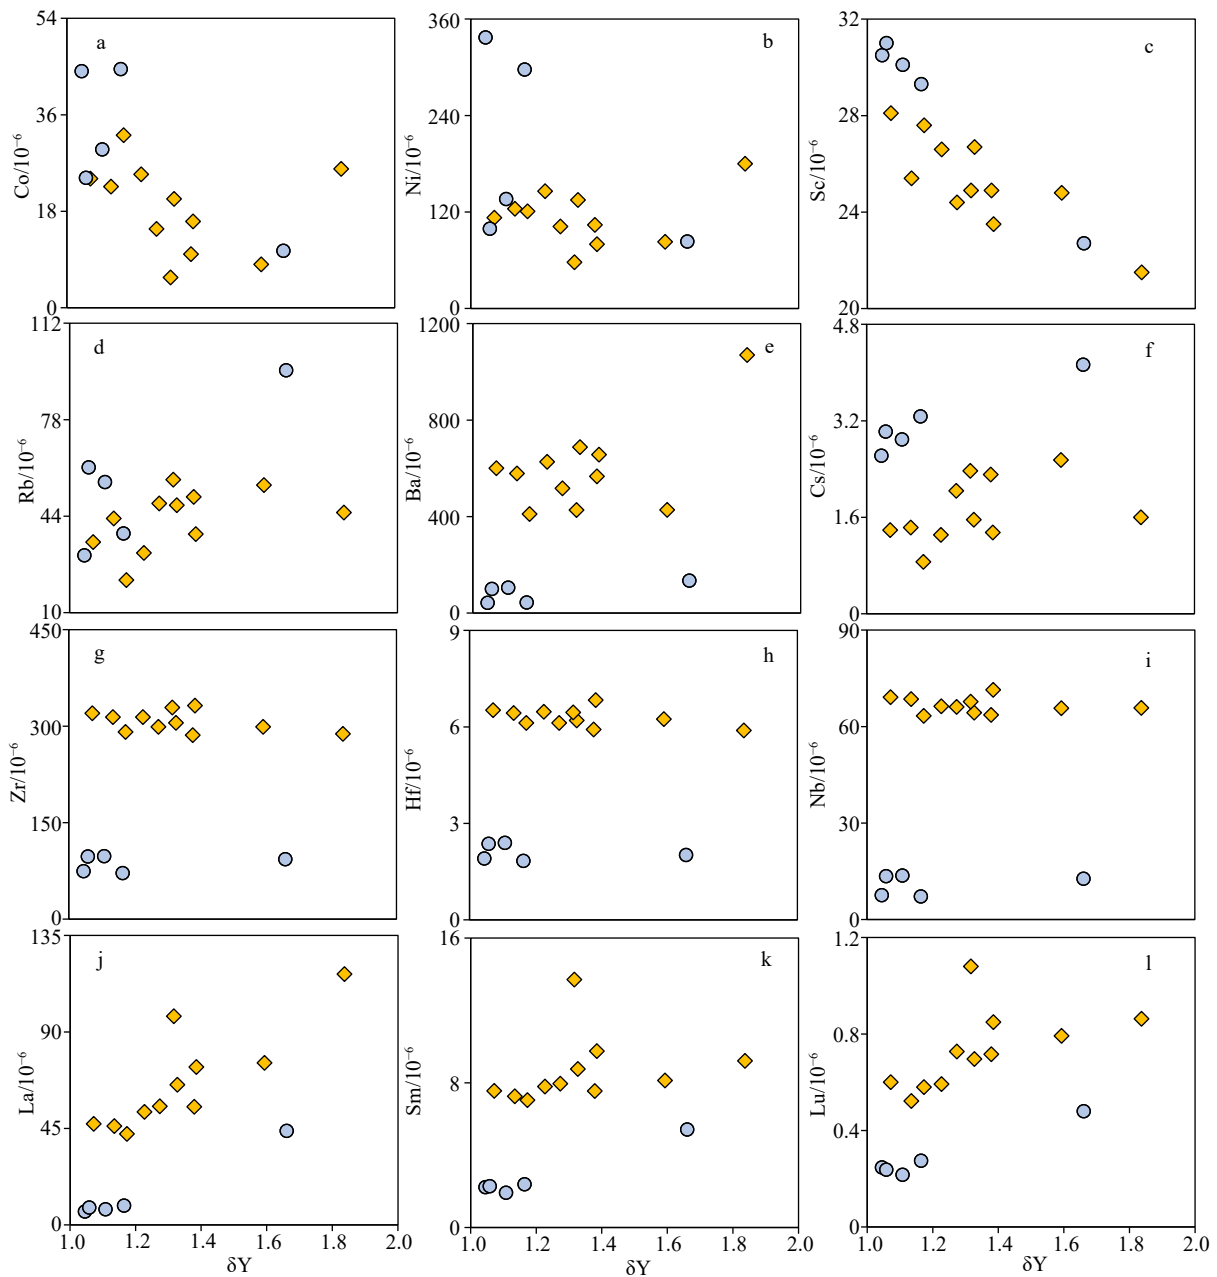 54
36
18
0
Co/10⁻⁶
a
360
240
120
0
Ni/10⁻⁶
b
32
28
24
20
Sc/10⁻⁶
c
112
78
44
10
Rb/10⁻⁶
d
1200
800
400
0
Ba/10⁻⁶
e
4.8
3.2
1.6
0
Cs/10⁻⁶
f
450
300
150
0
Zr/10⁻⁶
g
9
6
3
0
Hf/10⁻⁶
h
90
60
30
0
Nb/10⁻⁶
i
135
90
45
0
La/10⁻⁶
j
1.0 1.2 1.4 1.6 1.8 2.0
δY
16
8
0
Sm/10⁻⁶
k
1.2 1.4 1.6 1.8 2.0
δY
1.2
0.8
0.4
0
Lu/10⁻⁶
l
1.0 1.2 1.4 1.6 1.8 2.0
δY